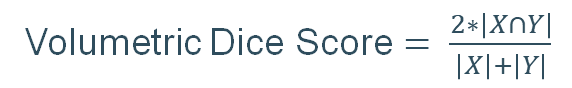 Volumetric Dice Score = 2*|X∩Y|
|X|+|Y|